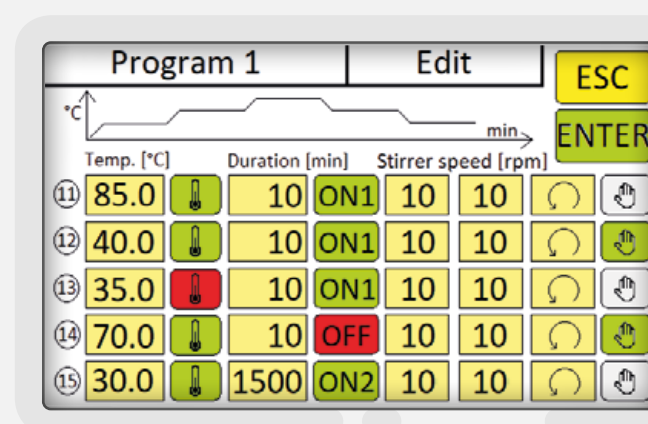 Program 1 Edit ESC
°C min ENTER
Temp. [°C] Duration [min] Stirrer speed [rpm]
11 85.0 10 ON1 10 10
12 40.0 10 ON1 10 10
13 35.0 10 ON1 10 10
14 70.0 10 OFF 10 10
15 30.0 1500 ON2 10 10